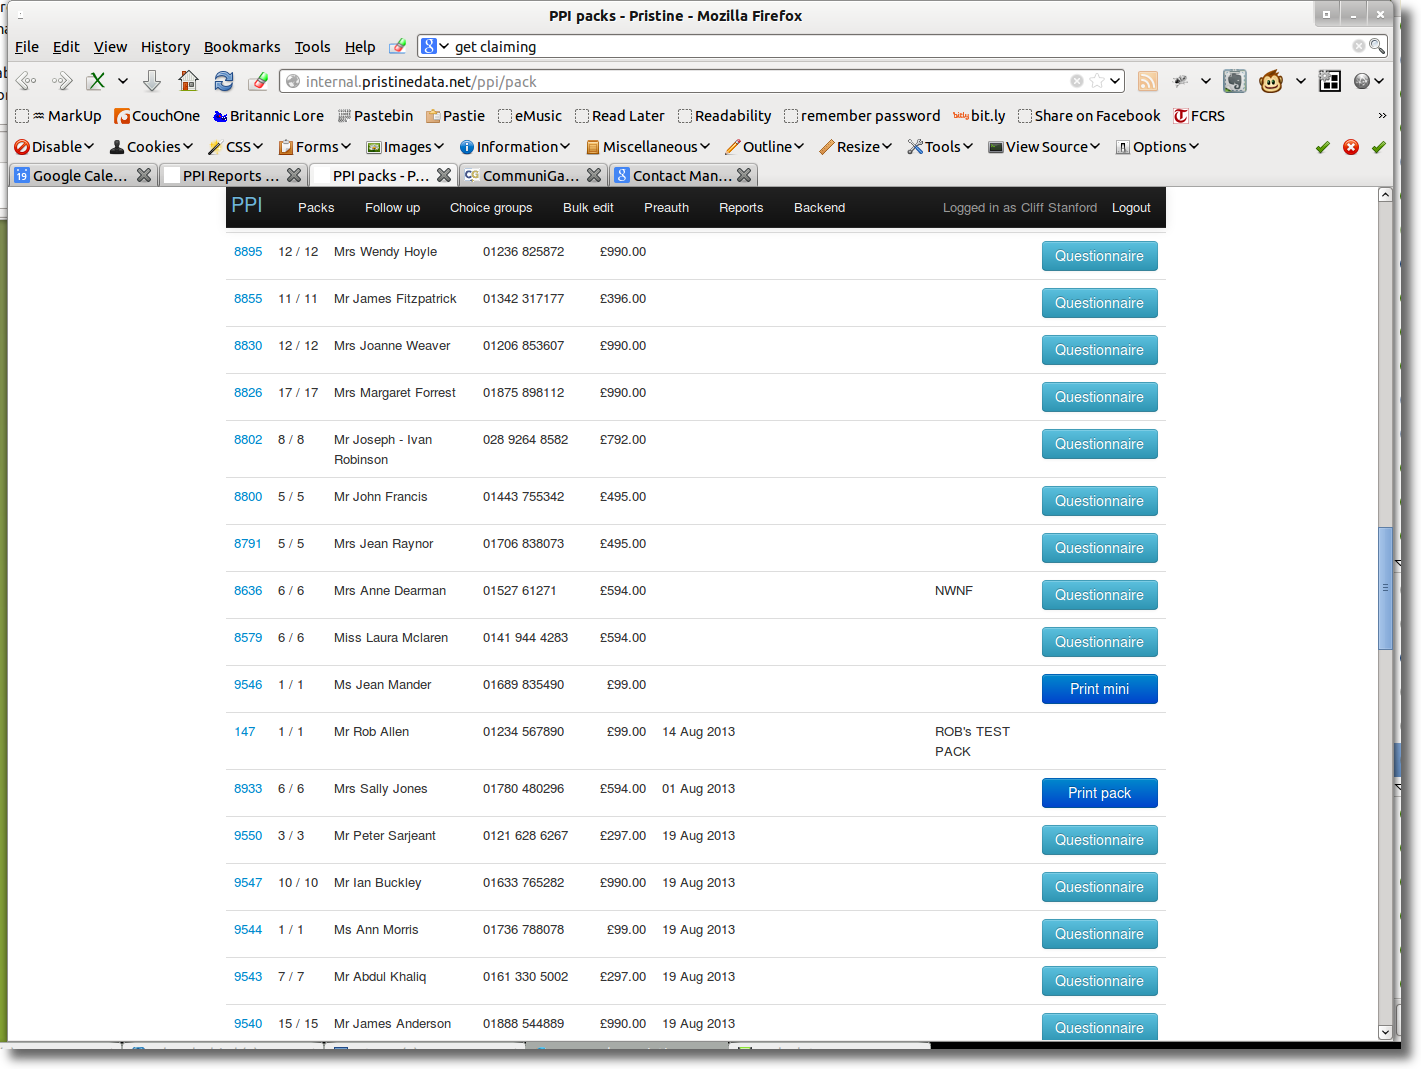 PPI packs - Pristine - Mozilla Firefox
File Edit View History Bookmarks Tools Help get claiming
internal.pristinedata.net/ppi/pack
MarkUp CouchOne Britannic Lore Pastebin Pastie eMusic Read Later Readability remember password bit.ly Share on Facebook FCRS »
Disable Cookies CSS Forms Images Information Miscellaneous Outline Resize Tools View Source Options
Google Cale... PPI Reports ... PPI packs - P... CommuniGa... Contact Man...
PPI Packs Follow up Choice groups Bulk edit Preauth Reports Backend Logged in as Cliff Stanford Logout
8895 12 / 12 Mrs Wendy Hoyle 01236 825872 £990.00 Questionnaire
8855 11 / 11 Mr James Fitzpatrick 01342 317177 £396.00 Questionnaire
8830 12 / 12 Mrs Joanne Weaver 01206 853607 £990.00 Questionnaire
8826 17 / 17 Mrs Margaret Forrest 01875 898112 £990.00 Questionnaire
8802 8 / 8 Mr Joseph - Ivan 028 9264 8582 £792.00 Questionnaire
Robinson
8800 5 / 5 Mr John Francis 01443 755342 £495.00 Questionnaire
8791 5 / 5 Mrs Jean Raynor 01706 838073 £495.00 Questionnaire
8636 6 / 6 Mrs Anne Dearman 01527 61271 £594.00 NWNF Questionnaire
8579 6 / 6 Miss Laura Mclaren 0141 944 4283 £594.00 Questionnaire
9546 1 / 1 Ms Jean Mander 01689 835490 £99.00 Print mini
147 1 / 1 Mr Rob Allen 01234 567890 £99.00 14 Aug 2013 ROB's TEST
PACK
8933 6 / 6 Mrs Sally Jones 01780 480296 £594.00 01 Aug 2013 Print pack
9550 3 / 3 Mr Peter Sarjeant 0121 628 6267 £297.00 19 Aug 2013 Questionnaire
9547 10 / 10 Mr Ian Buckley 01633 765282 £990.00 19 Aug 2013 Questionnaire
9544 1 / 1 Ms Ann Morris 01736 788078 £99.00 19 Aug 2013 Questionnaire
9543 7 / 7 Mr Abdul Khaliq 0161 330 5002 £297.00 19 Aug 2013 Questionnaire
9540 15 / 15 Mr James Anderson 01888 544889 £990.00 19 Aug 2013 Questionnaire